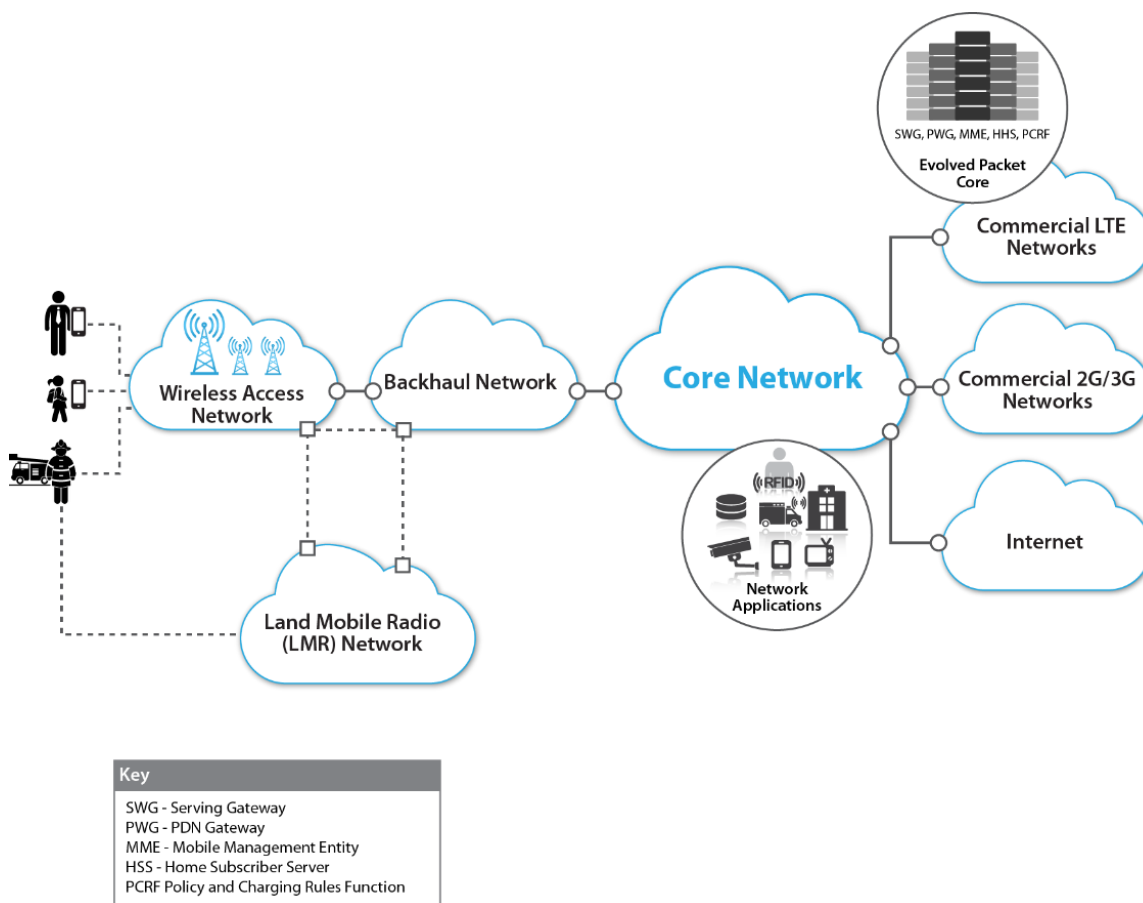 SWG, PWG, MME, HHS, PCRF
Evolved Packet
Core
Commercial LTE
Networks
Wireless Access
Network
Backhaul Network
Core Network
Commercial 2G/3G
Networks
RFID
Network
Applications
Internet
Land Mobile Radio
(LMR) Network
Key
SWG - Serving Gateway
PWG - PDN Gateway
MME - Mobile Management Entity
HSS - Home Subscriber Server
PCRF Policy and Charging Rules Function